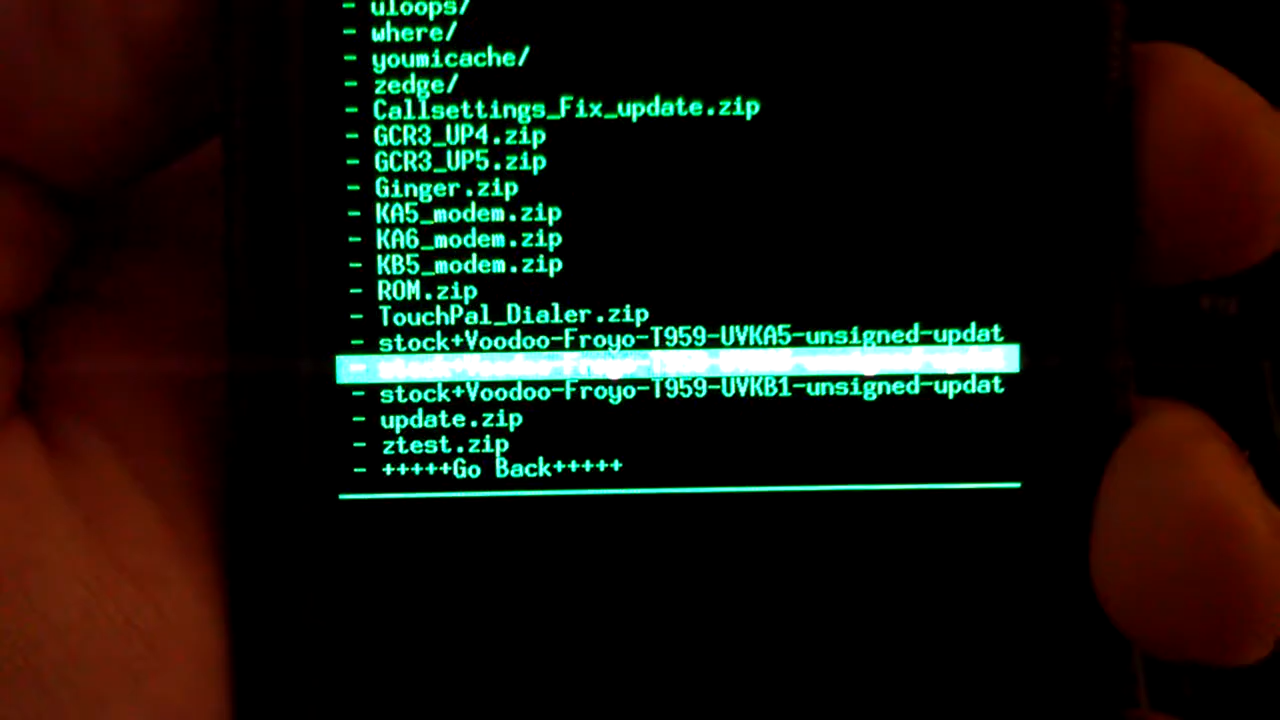 - uloops/
- where/
- youmicache/
- zedge/
- Callsettings_Fix_update.zip
- GCR3_UP4.zip
- GCR3_UP5.zip
- Ginger.zip
- KA5_modem.zip
- KA6_modem.zip
- KB5_modem.zip
- ROM.zip
- TouchPal_Dialer.zip
- stock+Voodoo-Froyo-T959-UVKA5-unsigned-updat
- stock+Voodoo-Froyo-T959-UVKB1-unsigned-updat
- update.zip
- ztest.zip
- +++++Go Back+++++